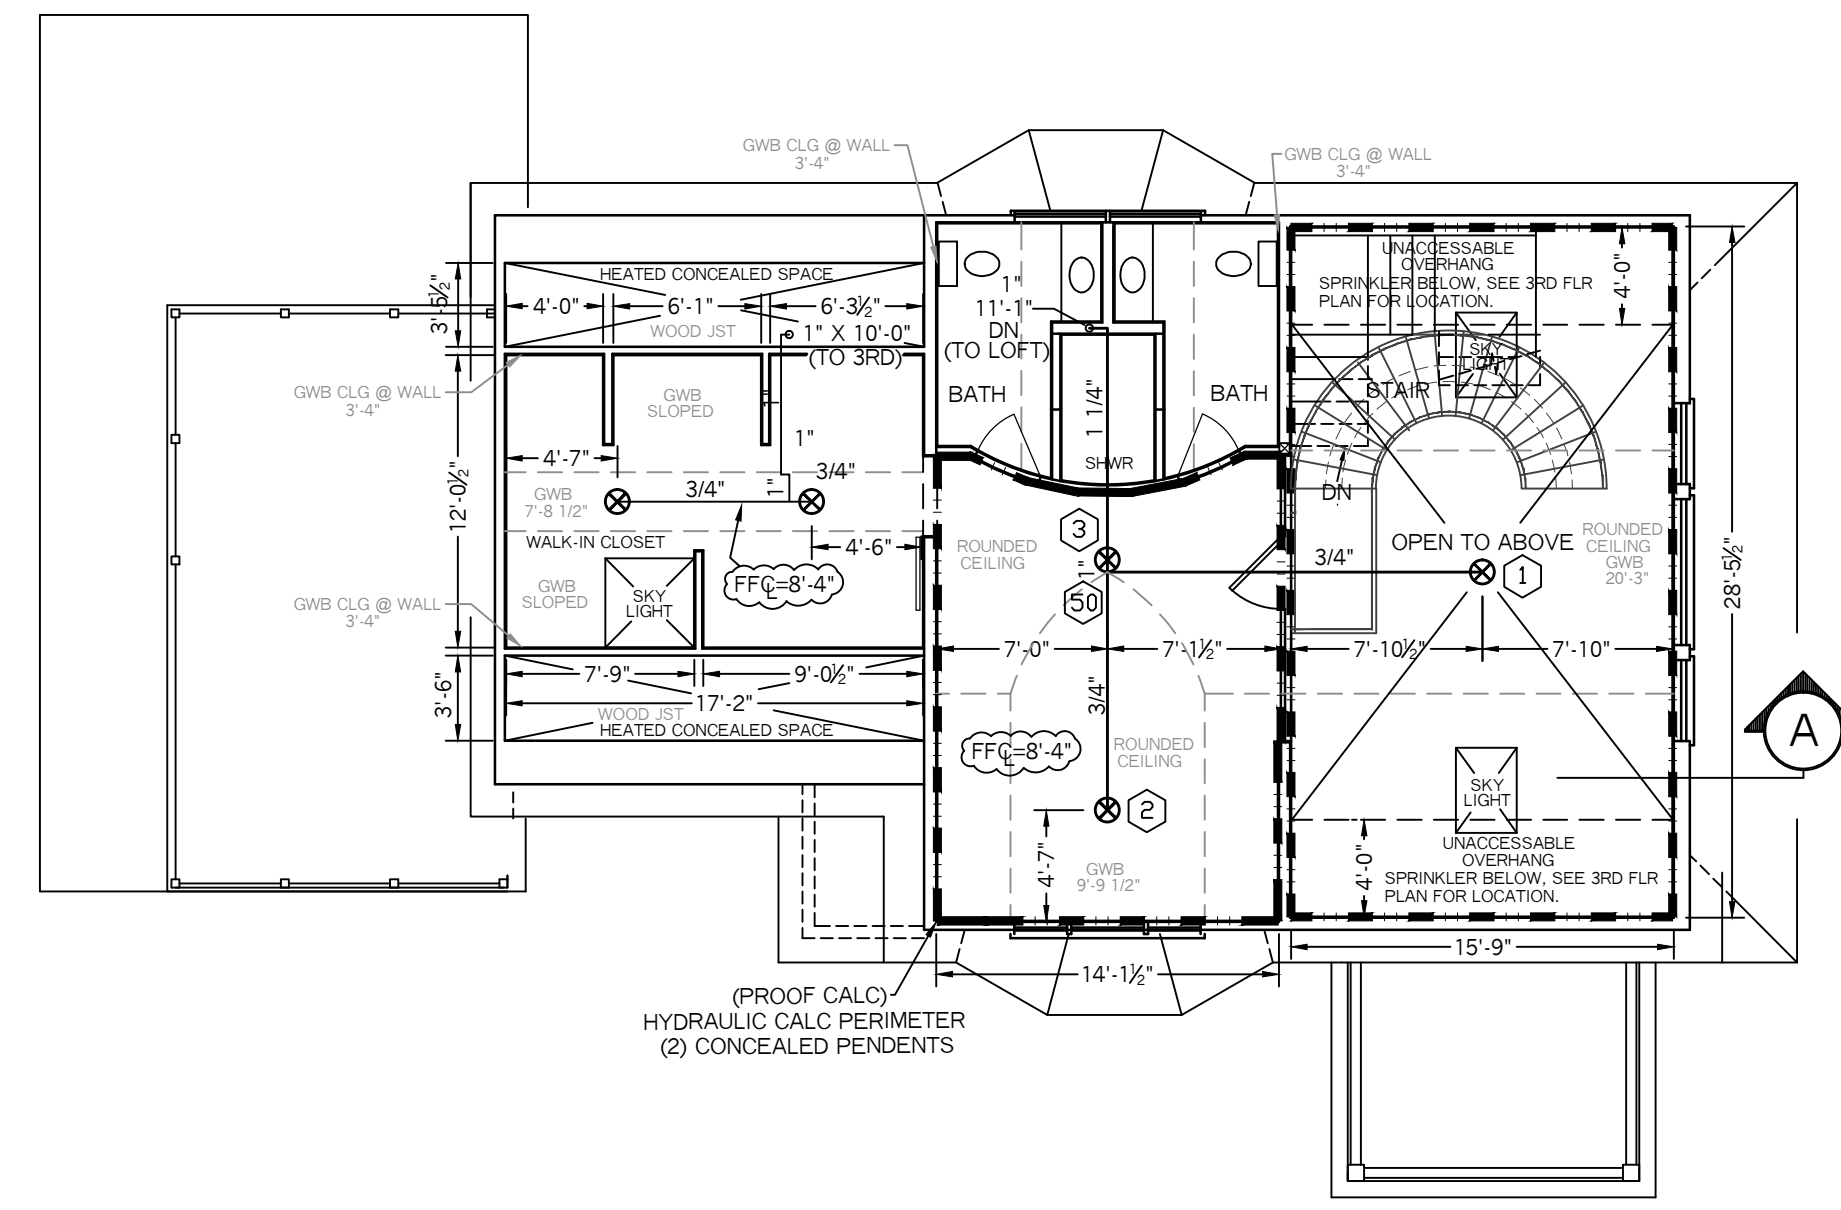 GWB CLG @ WALL
3'-4"
GWB CLG @ WALL
3'-4"
HEATED CONCEALED SPACE
4'-0"
6'-1"
6'-3½"
WOOD JST
3'-5½"
1" X 10'-0"
(TO 3RD)
1"
11'-1"
DN
(TO LOFT)
BATH
BATH
SHWR
1 1/4"
UNACCESSABLE
OVERHANG
SPRINKLER BELOW, SEE 3RD FLR
PLAN FOR LOCATION.
4'-0"
SKY
LIGHT
STAIR
DN
GWB CLG @ WALL
3'-4"
GWB
SLOPED
1"
1"
4'-7"
3/4"
3/4"
1"
GWB
7'-8 1/2"
12'-0½"
WALK-IN CLOSET
4'-6"
GWB
SLOPED
SKY
LIGHT
FFCL=8'-4"
GWB CLG @ WALL
3'-4"
3
ROUNDED
CEILING
1"
50
3/4"
OPEN TO ABOVE
1
ROUNDED
CEILING
GWB
20'-3"
28'-5½"
7'-0"
7'-1½"
7'-10½"
7'-10"
3'-6"
7'-9"
9'-0½"
17'-2"
WOOD JST
HEATED CONCEALED SPACE
3/4"
FFCL=8'-4"
ROUNDED
CEILING
A
2
4'-7"
GWB
9'-9 1/2"
SKY
LIGHT
UNACCESSABLE
OVERHANG
SPRINKLER BELOW, SEE 3RD FLR
PLAN FOR LOCATION.
4'-0"
15'-9"
14'-1½"
(PROOF CALC)
HYDRAULIC CALC PERIMETER
(2) CONCEALED PENDENTS